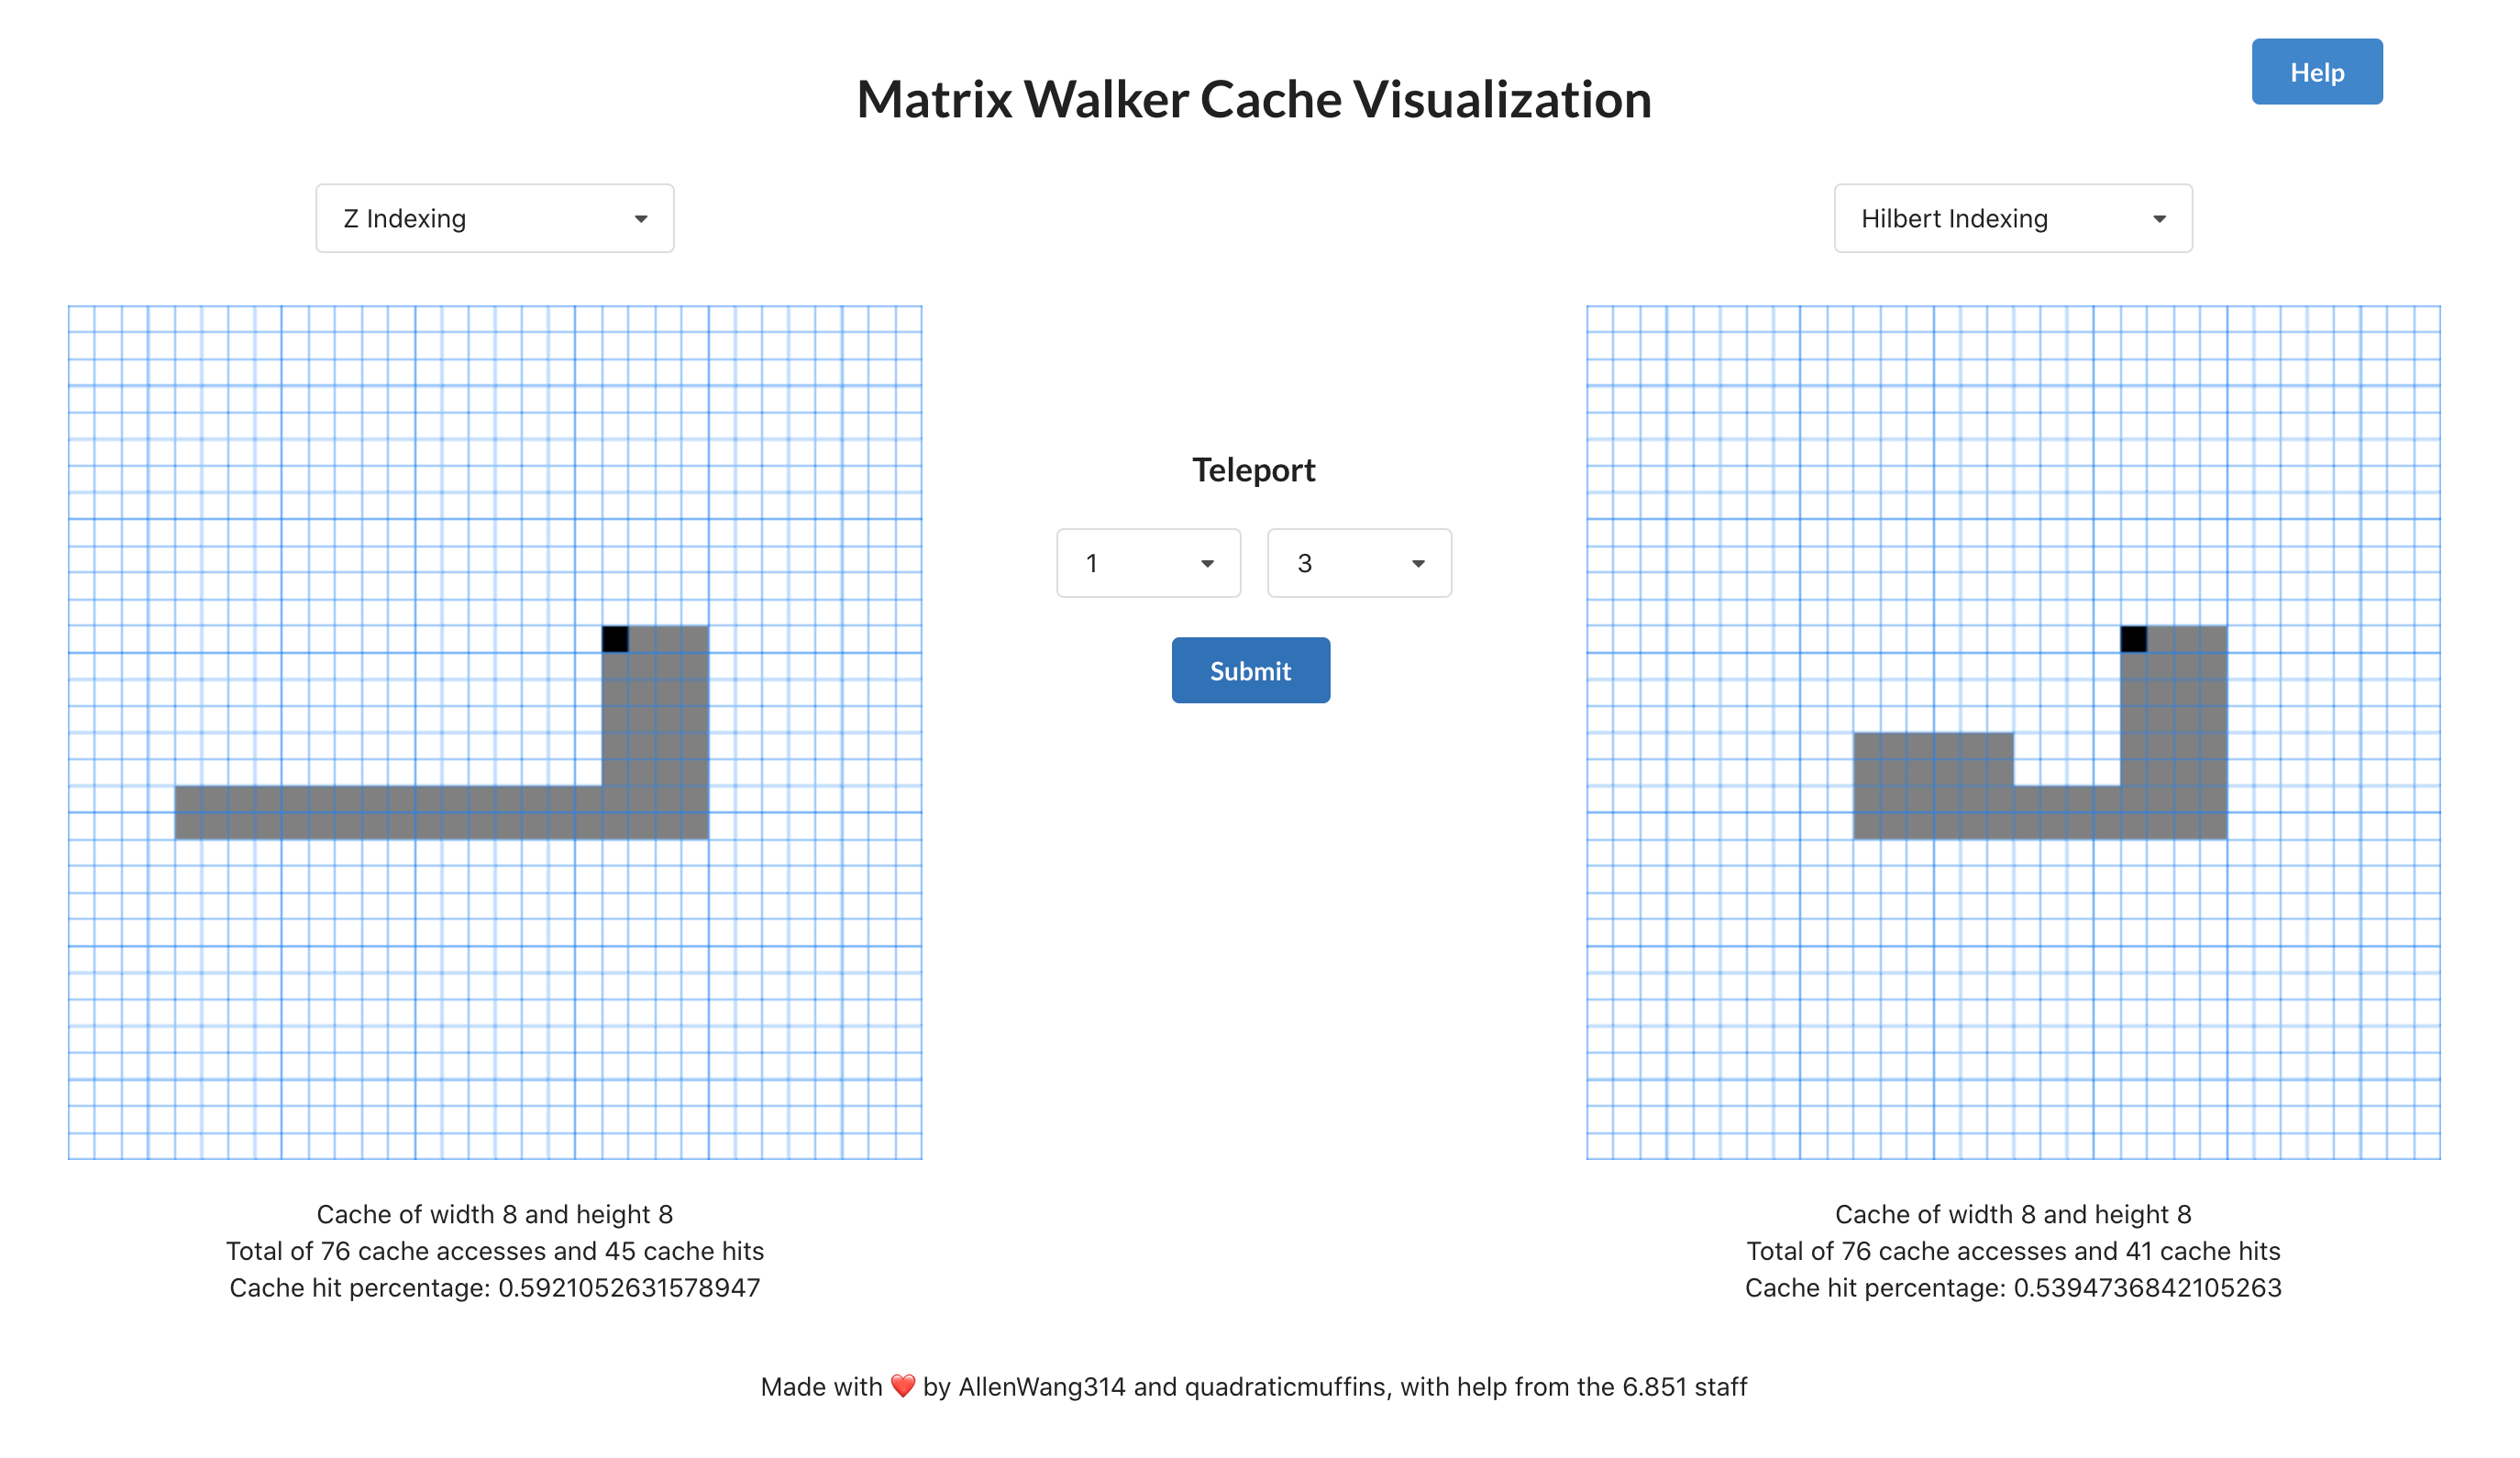 Help
Matrix Walker Cache Visualization
Z Indexing
Hilbert Indexing
Teleport
1
3
Submit
Cache of width 8 and height 8
Total of 76 cache accesses and 45 cache hits
Cache hit percentage: 0.5921052631578947
Cache of width 8 and height 8
Total of 76 cache accesses and 41 cache hits
Cache hit percentage: 0.5394736842105263
Made with ❤️ by AllenWang314 and quadraticmuffins, with help from the 6.851 staff